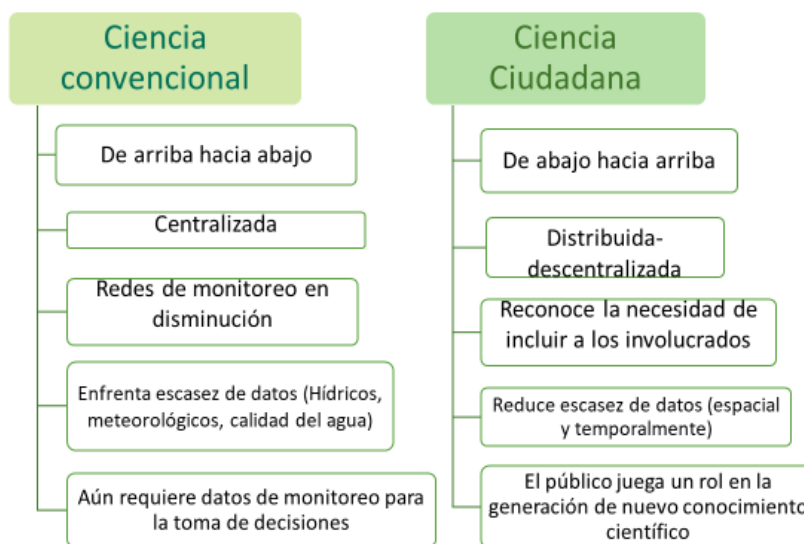 Ciencia
convencional
De arriba hacia abajo
Centralizada
Redes de monitoreo en
disminución
Enfrenta escasez de datos (Hídricos,
meteorológicos, calidad del agua)
Aún requiere datos de monitoreo para
la toma de decisiones
Ciencia
Ciudadana
De abajo hacia arriba
Distribuida-
descentralizada
Reconoce la necesidad de
incluir a los involucrados
Reduce escasez de datos (espacial
y temporalmente)
El público juega un rol en la
generación de nuevo conocimiento
científico